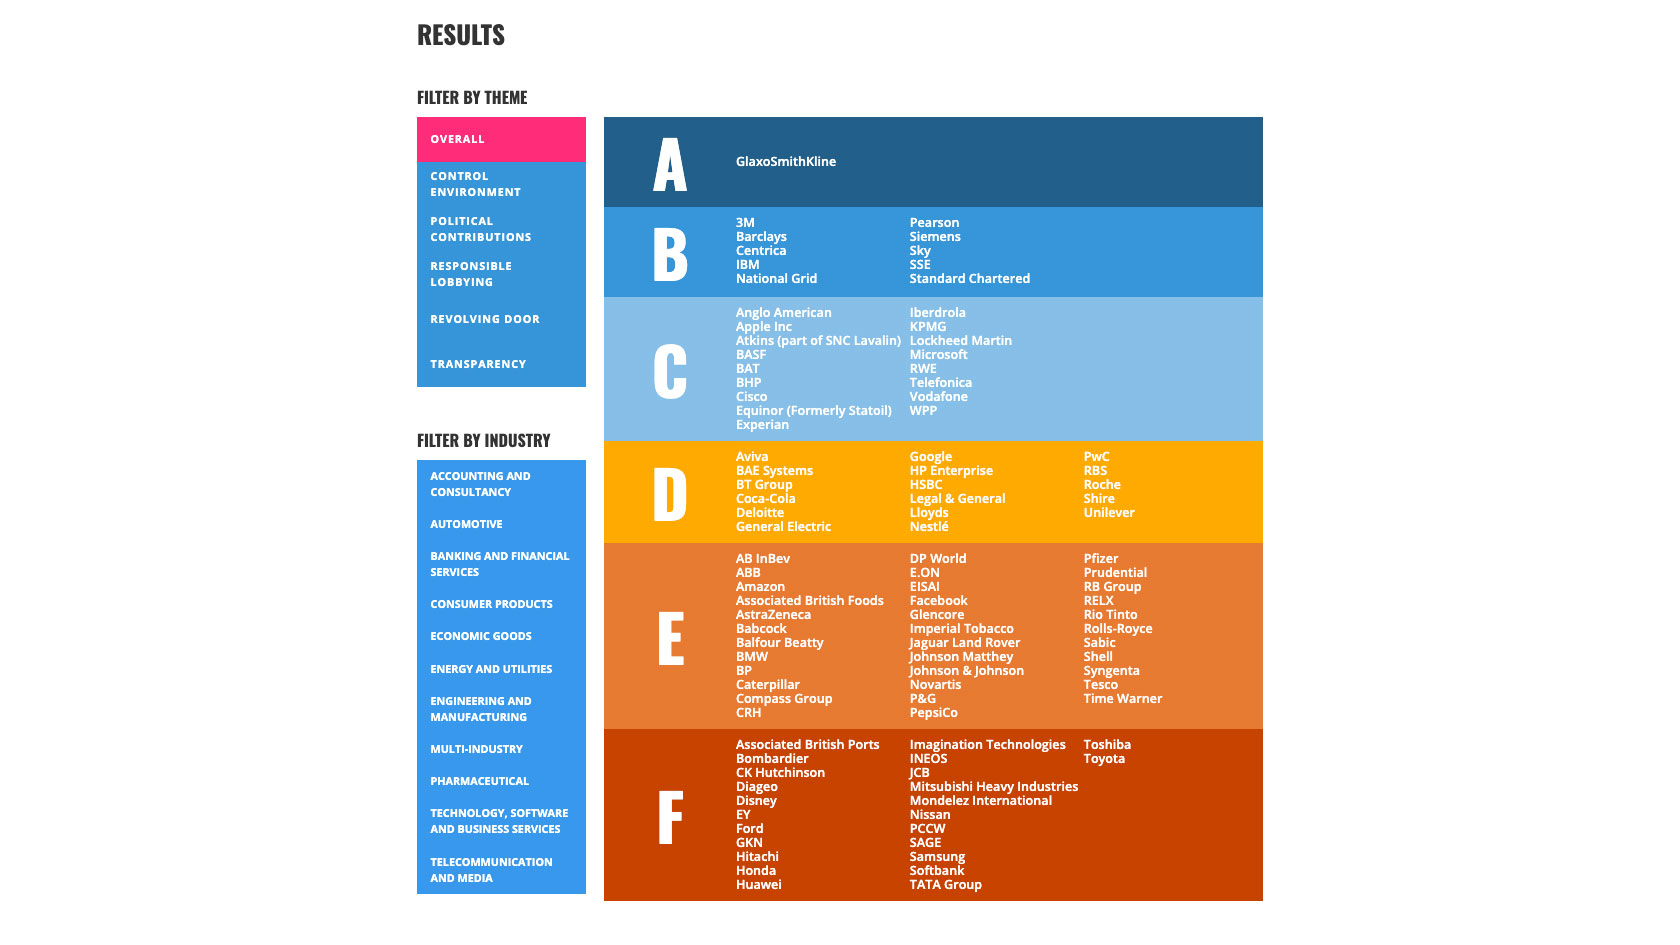 RESULTS
FILTER BY THEME
OVERALL
CONTROL
ENVIRONMENT
POLITICAL
CONTRIBUTIONS
RESPONSIBLE
LOBBYING
REVOLVING DOOR
TRANSPARENCY
FILTER BY INDUSTRY
ACCOUNTING AND
CONSULTANCY
AUTOMOTIVE
BANKING AND FINANCIAL
SERVICES
CONSUMER PRODUCTS
ECONOMIC GOODS
ENERGY AND UTILITIES
ENGINEERING AND
MANUFACTURING
MULTI-INDUSTRY
PHARMACEUTICAL
TECHNOLOGY, SOFTWARE
AND BUSINESS SERVICES
TELECOMMUNICATION
AND MEDIA
A
GlaxoSmithKline
B
3M
Barclays
Centrica
IBM
National Grid
Pearson
Siemens
Sky
SSE
Standard Chartered
C
Anglo American
Apple Inc
Atkins (part of SNC Lavalin)
BASF
BAT
BHP
Cisco
Equinor (Formerly Statoil)
Experian
Iberdrola
KPMG
Lockheed Martin
Microsoft
RWE
Telefonica
Vodafone
WPP
D
Aviva
BAE Systems
BT Group
Coca-Cola
Deloitte
General Electric
Google
HP Enterprise
HSBC
Legal & General
Lloyds
Nestlé
PwC
RBS
Roche
Shire
Unilever
E
AB InBev
ABB
Amazon
Associated British Foods
AstraZeneca
Babcock
Balfour Beatty
BMW
BP
Caterpillar
Compass Group
CRH
DP World
E.ON
EISAI
Facebook
Glencore
Imperial Tobacco
Jaguar Land Rover
Johnson Matthey
Johnson & Johnson
Novartis
P&G
PepsiCo
Pfizer
Prudential
RB Group
RELX
Rio Tinto
Rolls-Royce
Sabic
Shell
Syngenta
Tesco
Time Warner
F
Associated British Ports
Bombardier
CK Hutchinson
Diageo
Disney
EY
Ford
GKN
Hitachi
Honda
Huawei
Imagination Technologies
INEOS
JCB
Mitsubishi Heavy Industries
Mondelez International
Nissan
PCCW
SAGE
Samsung
Softbank
TATA Group
Toshiba
Toyota